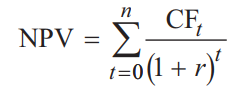 NPV = \sum_{t=0}^{n} \frac{CF_t}{(1 + r)^t}